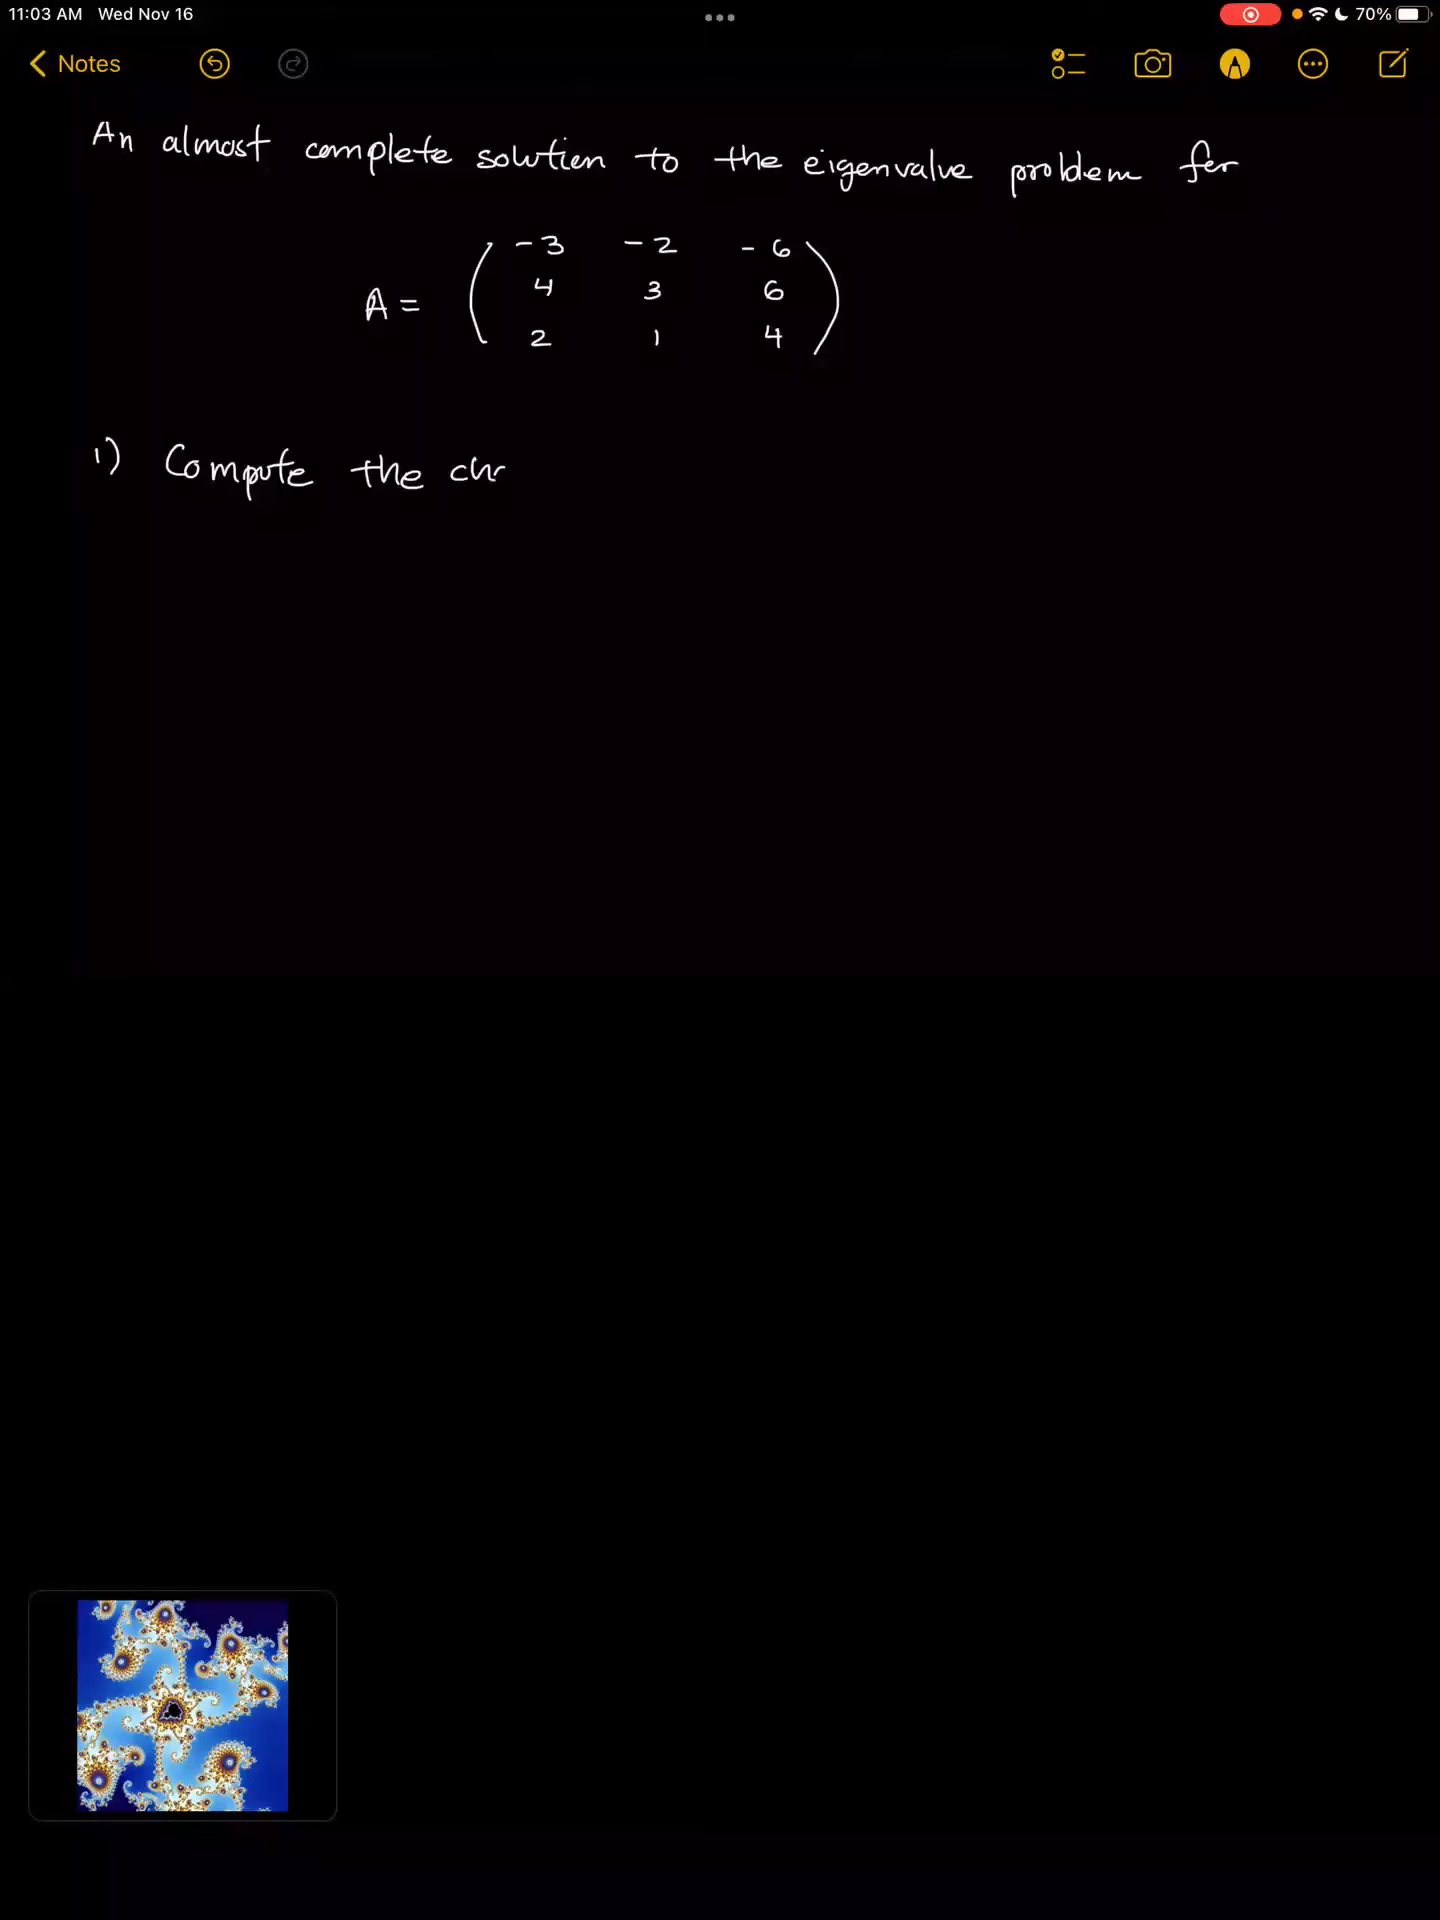 11:03 AM Wed Nov 16
70%
Notes
An almost complete solution to the eigenvalue problem for
A = ( -3 -2 -6
4 3 6
2 1 4 )
1) Compute the chr